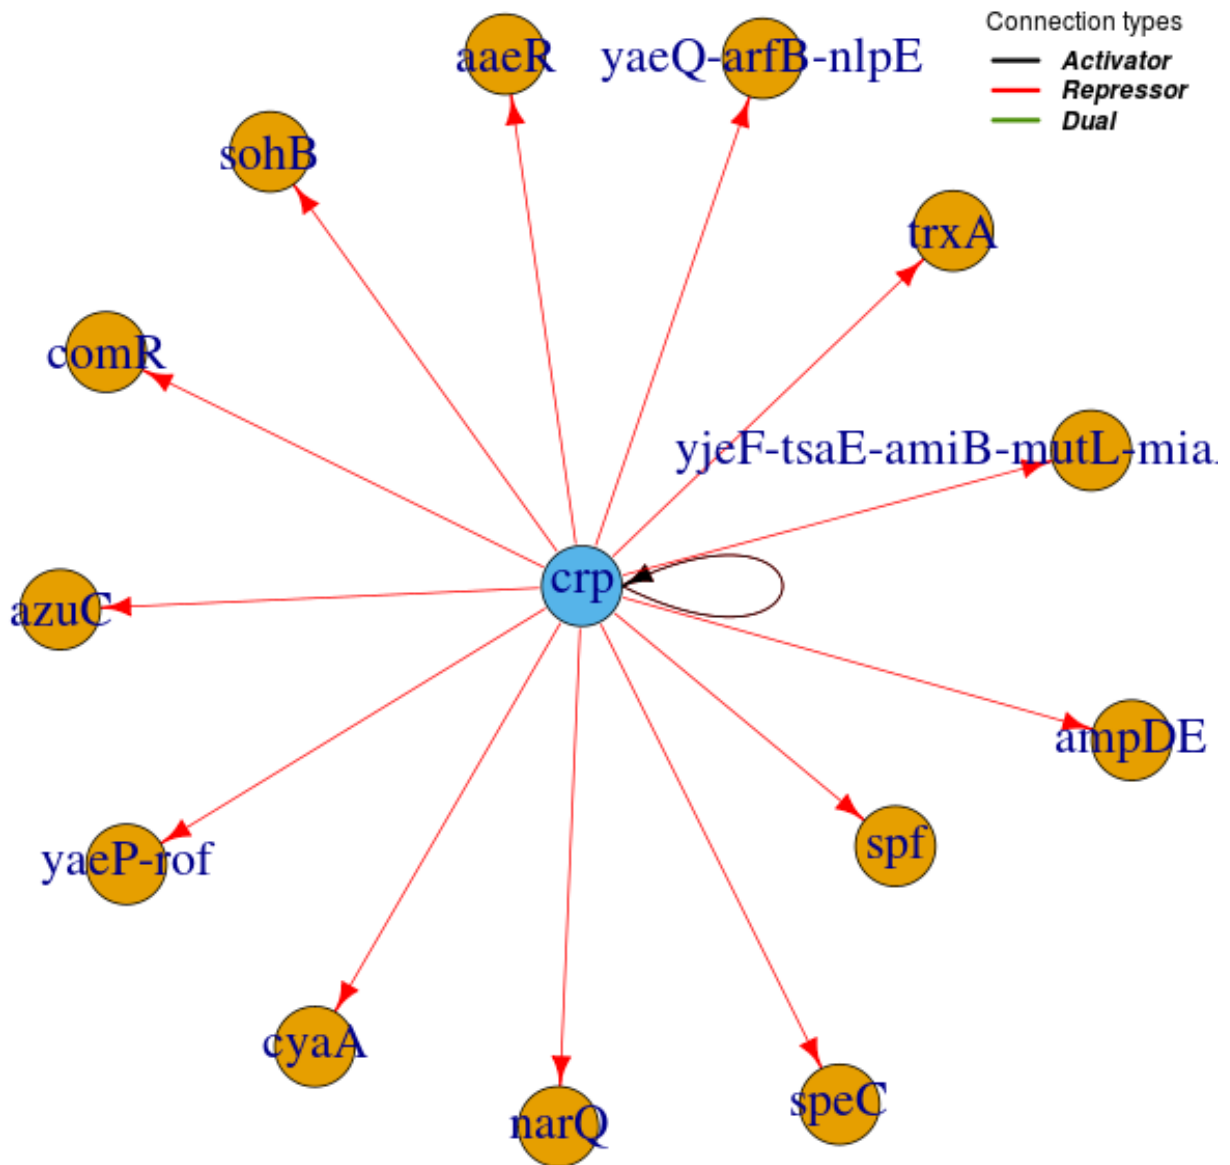 Connection types
Activator
Repressor
Dual
aaeR
yaeQ-arfB-nlpE
sohB
trxA
comR
yjeF-tsaE-amiB-mutL-mia
crp
azuC
ampDE
spf
yaeP-rof
cyaA
narQ
speC